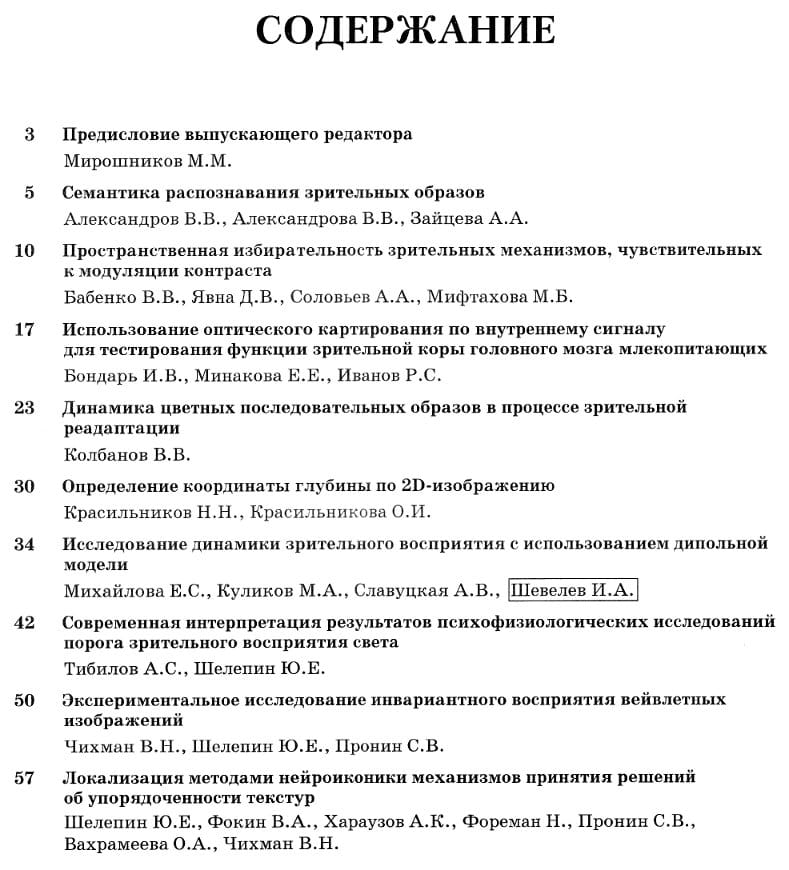 СОДЕРЖАНИЕ
3 Предисловие выпускающего редактора
Мирошников М.М.
5 Семантика распознавания зрительных образов
Александров В.В., Александрова В.В., Зайцева А.А.
10 Пространственная избирательность зрительных механизмов, чувствительных
к модуляции контраста
Бабенко В.В., Явна Д.В., Соловьев А.А., Мифтахова М.Б.
17 Использование оптического картирования по внутреннему сигналу
для тестирования функции зрительной коры головного мозга млекопитающих
Бондарь И.В., Минакова Е.Е., Иванов Р.С.
23 Динамика цветных последовательных образов в процессе зрительной
реадаптации
Колбанов В.В.
30 Определение координаты глубины по 2D-изображению
Красильников Н.Н., Красильникова О.И.
34 Исследование динамики зрительного восприятия с использованием дипольной
модели
Михайлова Е.С., Куликов М.А., Славуцкая А.В., Шевелев И.А.
42 Современная интерпретация результатов психофизиологических исследований
порога зрительного восприятия света
Тибилов А.С., Шелепин Ю.Е.
50 Экспериментальное исследование инвариантного восприятия вейвлетных
изображений
Чихман В.Н., Шелепин Ю.Е., Пронин С.В.
57 Локализация методами нейроиконики механизмов принятия решений
об упорядоченности текстур
Шелепин Ю.Е., Фокин В.А., Хараузов А.К., Фореман Н., Пронин С.В.,
Вахрамеева О.А., Чихман В.Н.